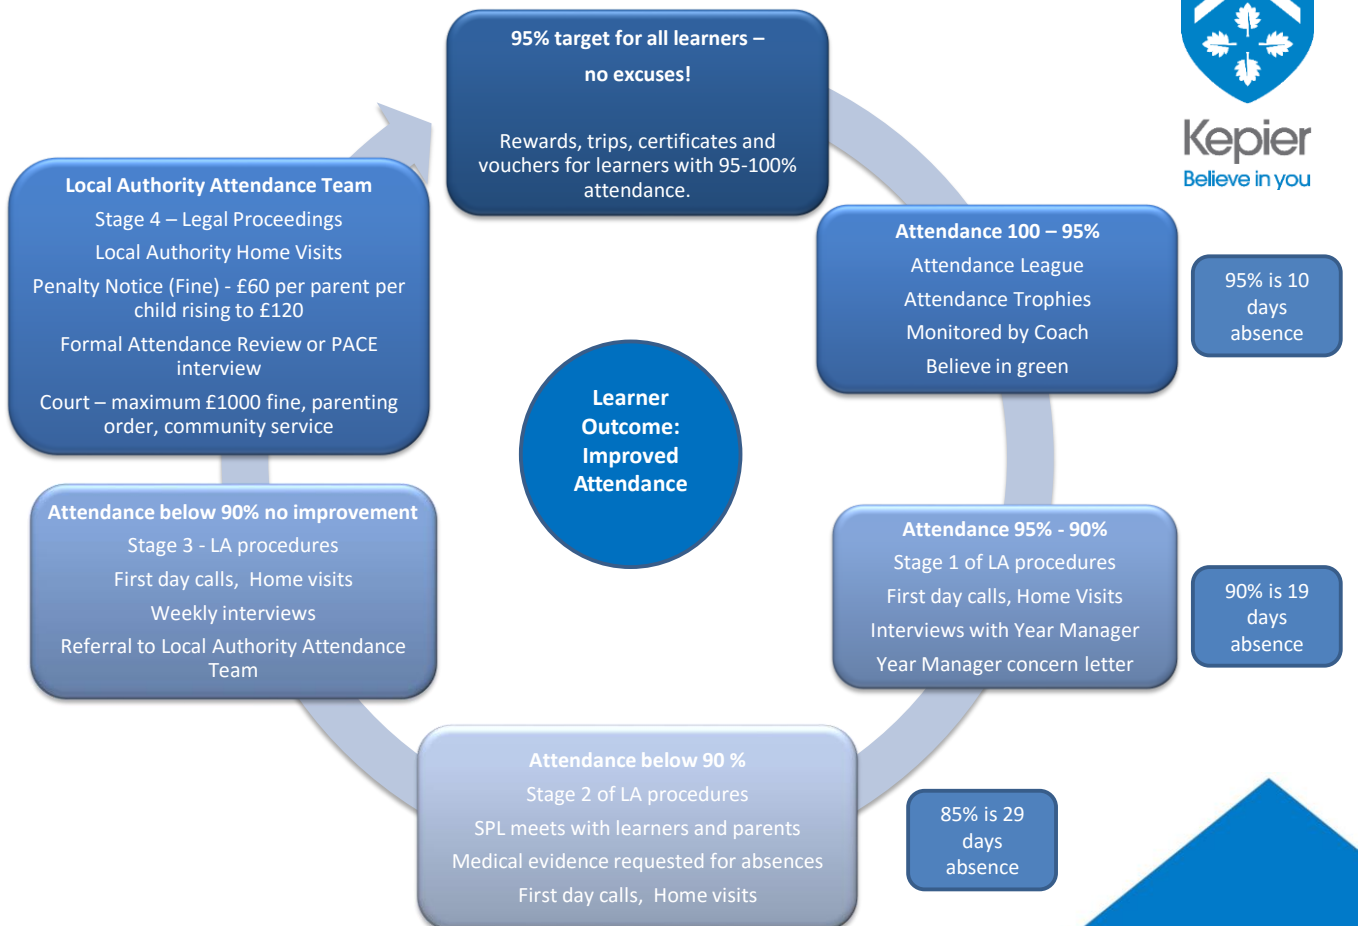 95% target for all learners –
no excuses!
Rewards, trips, certificates and
vouchers for learners with 95-100%
attendance.
Kepier
Believe in you
Attendance 100 – 95%
Attendance League
Attendance Trophies
Monitored by Coach
Believe in green
95% is 10
days
absence
Attendance 95% - 90%
Stage 1 of LA procedures
First day calls, Home Visits
Interviews with Year Manager
Year Manager concern letter
90% is 19
days
absence
Attendance below 90 %
Stage 2 of LA procedures
SPL meets with learners and parents
Medical evidence requested for absences
First day calls,  Home visits
85% is 29
days
absence
Attendance below 90% no improvement
Stage 3 - LA procedures
First day calls,  Home visits
Weekly interviews
Referral to Local Authority Attendance
Team
Local Authority Attendance Team
Stage 4 – Legal Proceedings
Local Authority Home Visits
Penalty Notice (Fine) - £60 per parent per
child rising to £120
Formal Attendance Review or PACE
interview
Court – maximum £1000 fine, parenting
order, community service
Learner
Outcome:
Improved
Attendance